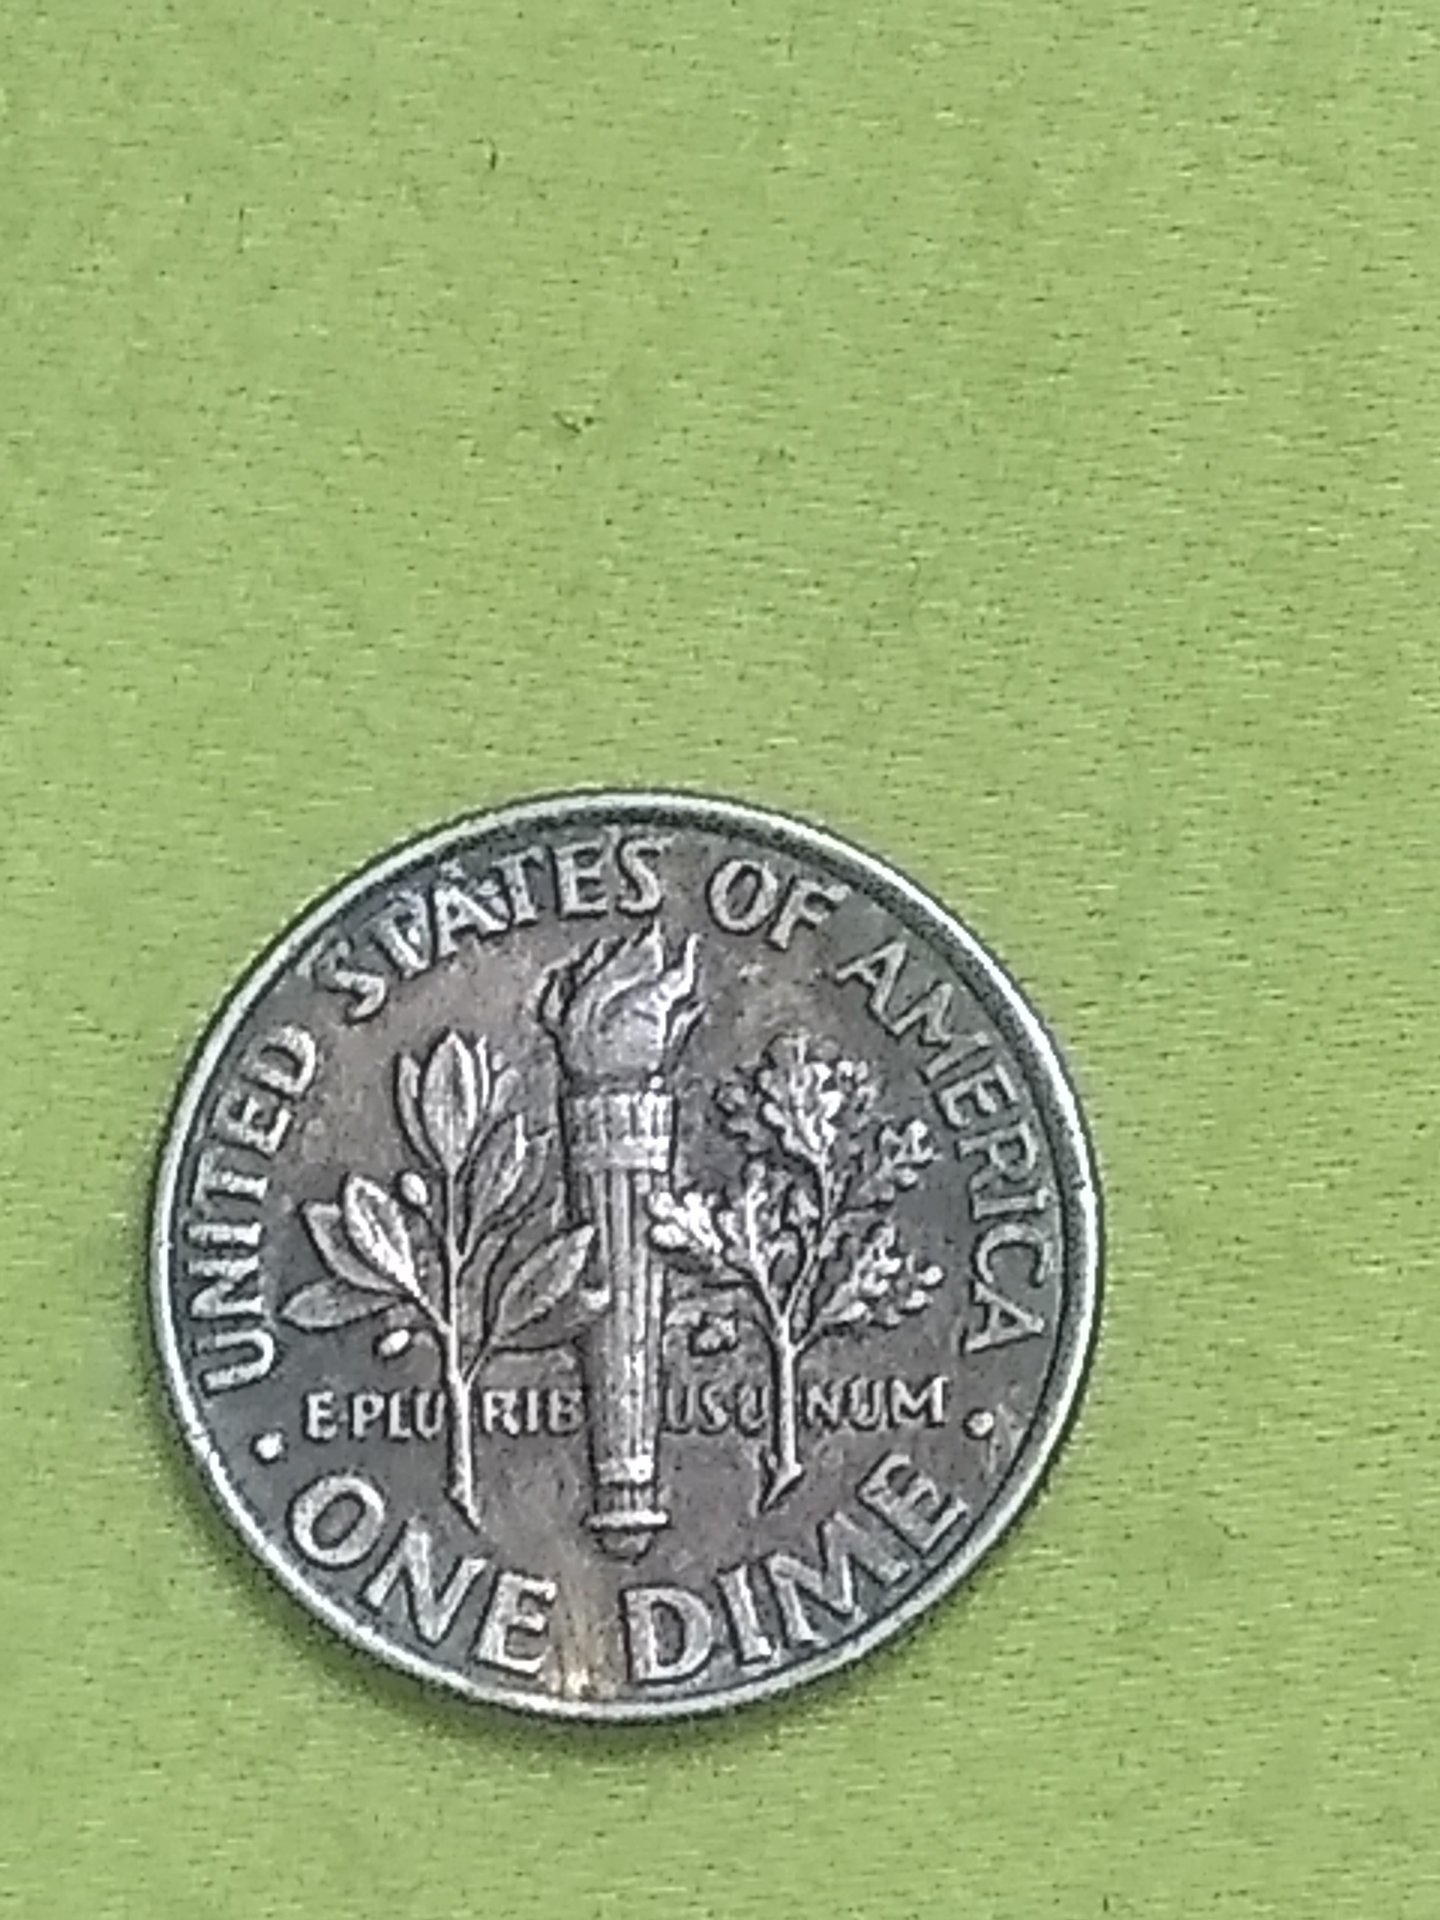 UNITED STATES OF AMERICA
E PLURIBUS UNUM
• ONE DIME •